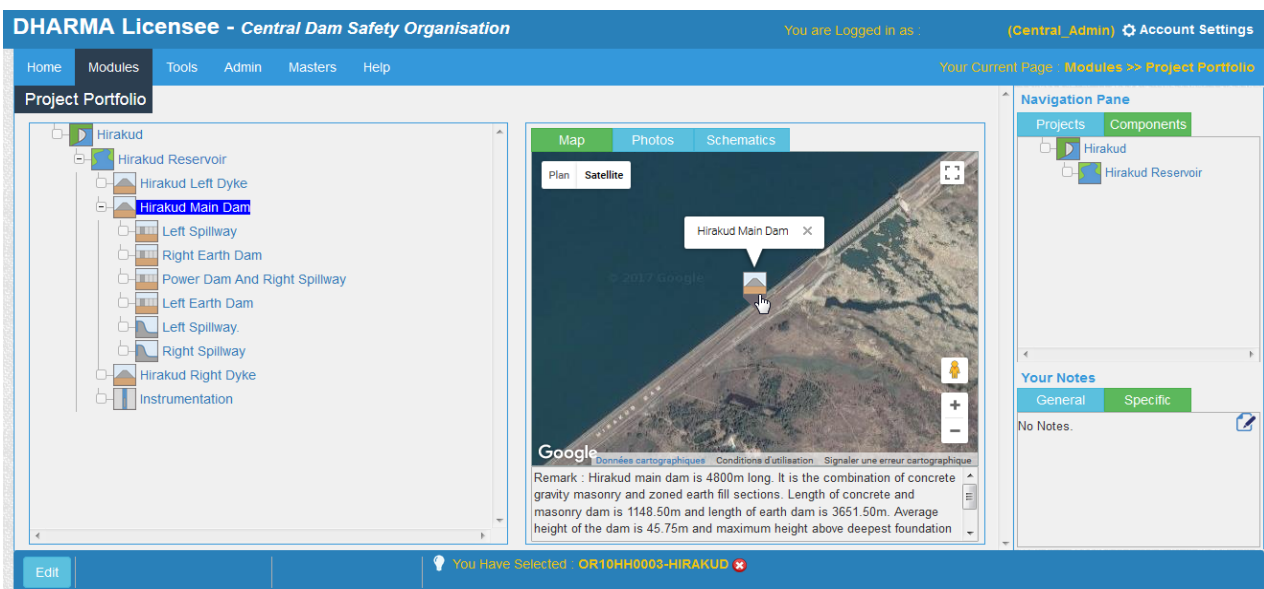 DHARMA Licensee - Central Dam Safety Organisation
You are Logged in as :
(Central_Admin) Account Settings
Home Modules Tools Admin Masters Help
Your Current Page : Modules >> Project Portfolio
Project Portfolio
Hirakud
Hirakud Reservoir
Hirakud Left Dyke
Hirakud Main Dam
Left Spillway
Right Earth Dam
Power Dam And Right Spillway
Left Earth Dam
Left Spillway.
Right Spillway
Hirakud Right Dyke
Instrumentation
Map Photos Schematics
Plan Satellite
Hirakud Main Dam
© 2017 Google
Google
Données cartographiques Conditions d'utilisation Signaler une erreur cartographique
Remark : Hirakud main dam is 4800m long. It is the combination of concrete
gravity masonry and zoned earth fill sections. Length of concrete and
masonry dam is 1148.50m and length of earth dam is 3651.50m. Average
height of the dam is 45.75m and maximum height above deepest foundation
Navigation Pane
Projects Components
Hirakud
Hirakud Reservoir
Your Notes
General Specific
No Notes.
Edit
You Have Selected : OR10HH0003-HIRAKUD